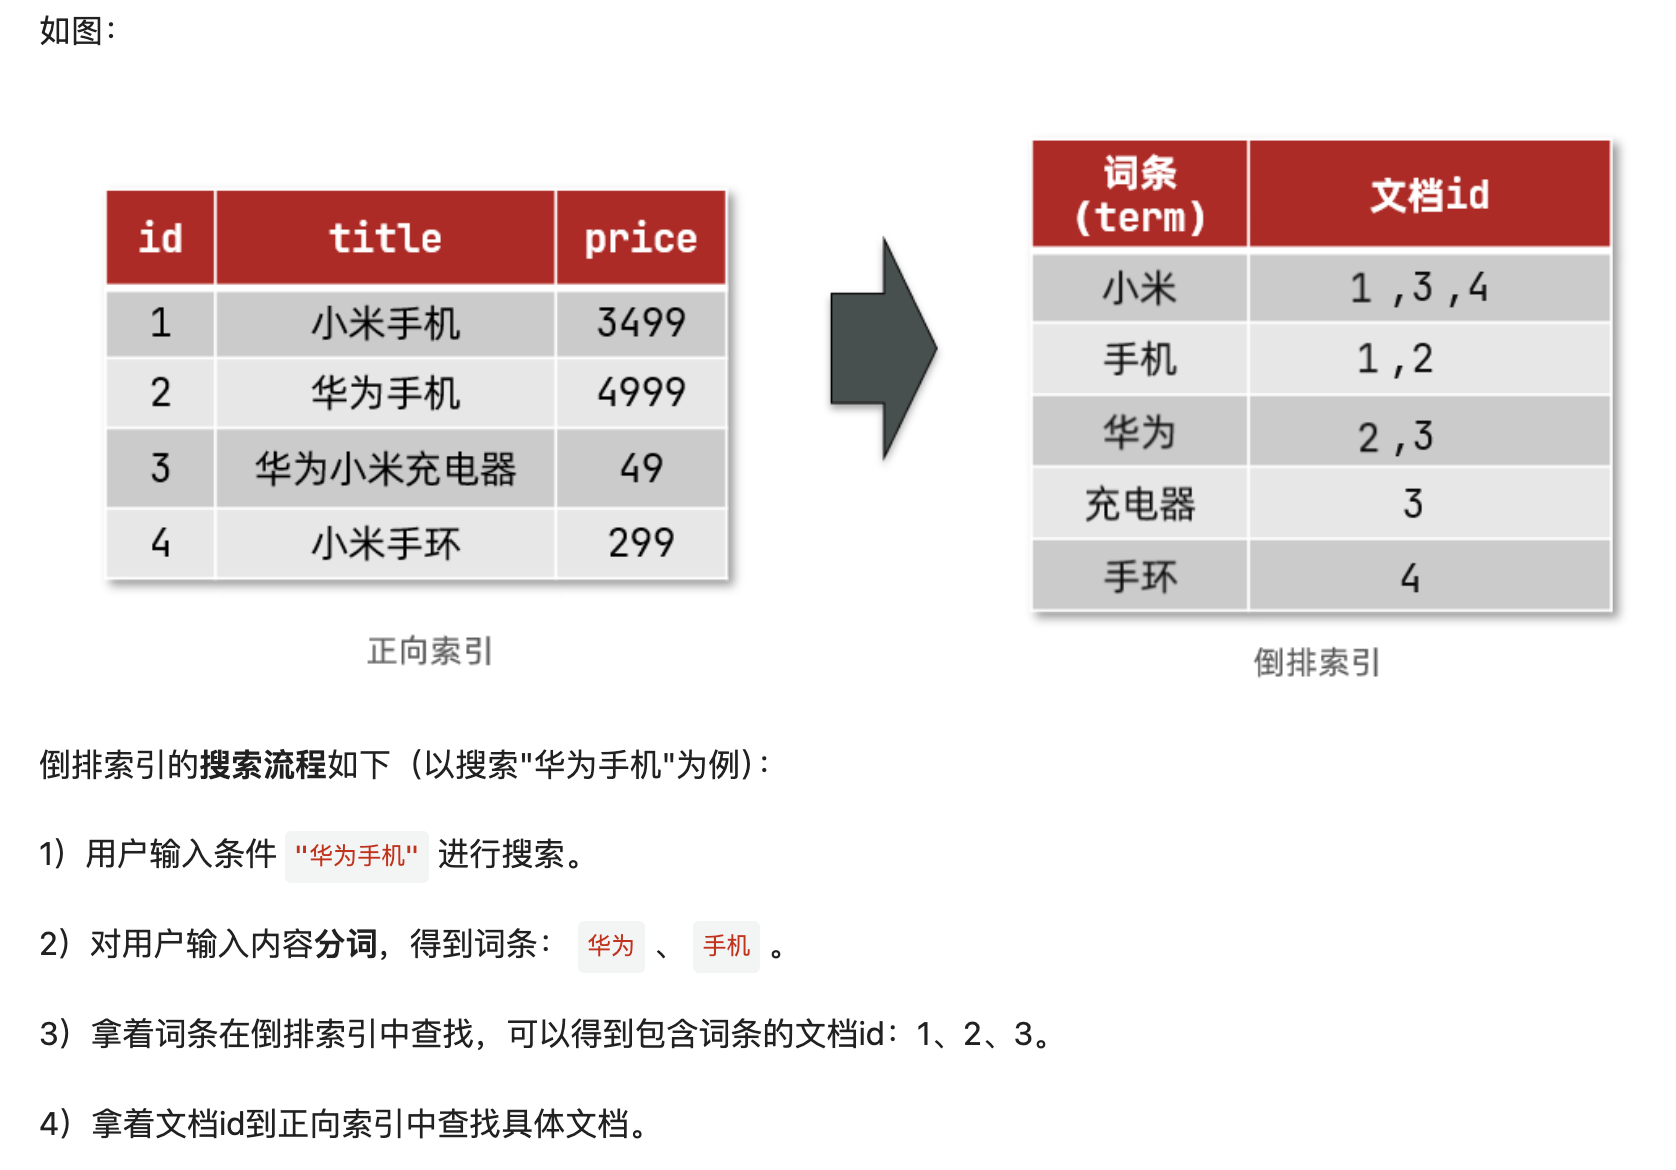 如图：
id title price
1 小米手机 3499
2 华为手机 4999
3 华为小米充电器 49
4 小米手环 299
正向索引
词条
(term) 文档id
小米 1 ,3 ,4
手机 1 ,2
华为 2 ,3
充电器 3
手环 4
倒排索引
倒排索引的搜索流程如下（以搜索"华为手机"为例）：
1）用户输入条件 "华为手机" 进行搜索。
2）对用户输入内容分词，得到词条： 华为 、 手机 。
3）拿着词条在倒排索引中查找，可以得到包含词条的文档id：1、2、3。
4）拿着文档id到正向索引中查找具体文档。